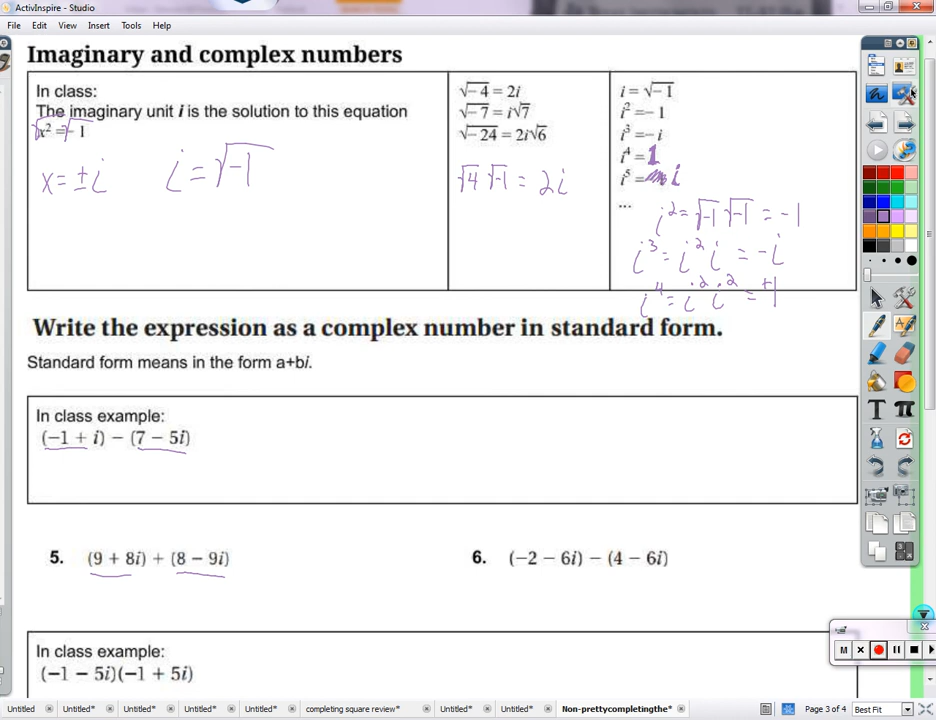 ActivInspire - Studio
File Edit View Insert Tools Help
Imaginary and complex numbers
In class:
The imaginary unit i is the solution to this equation
√x² = √-1
x = ±i
i = √-1
√-4 = 2i
√-7 = i√7
√-24 = 2i√6
√4 √-1 = 2i
i = √-1
i² = -1
i³ = -i
i⁴ = 1
i⁵ = i
...
i² = √-1 √-1 = -1
i³ = i² i = -i
i⁴ = i² i² = +1
Write the expression as a complex number in standard form.
Standard form means in the form a+bi.
In class example:
(-1 + i) - (7 - 5i)
5. (9 + 8i) + (8 - 9i)
6. (-2 - 6i) - (4 - 6i)
In class example:
(-1 - 5i)(-1 + 5i)
M
Untitled Untitled* Untitled* Untitled* Untitled* completing square review* Untitled* Untitled* Non-prettycompletingthe* Page 3 of 4 Best Fit